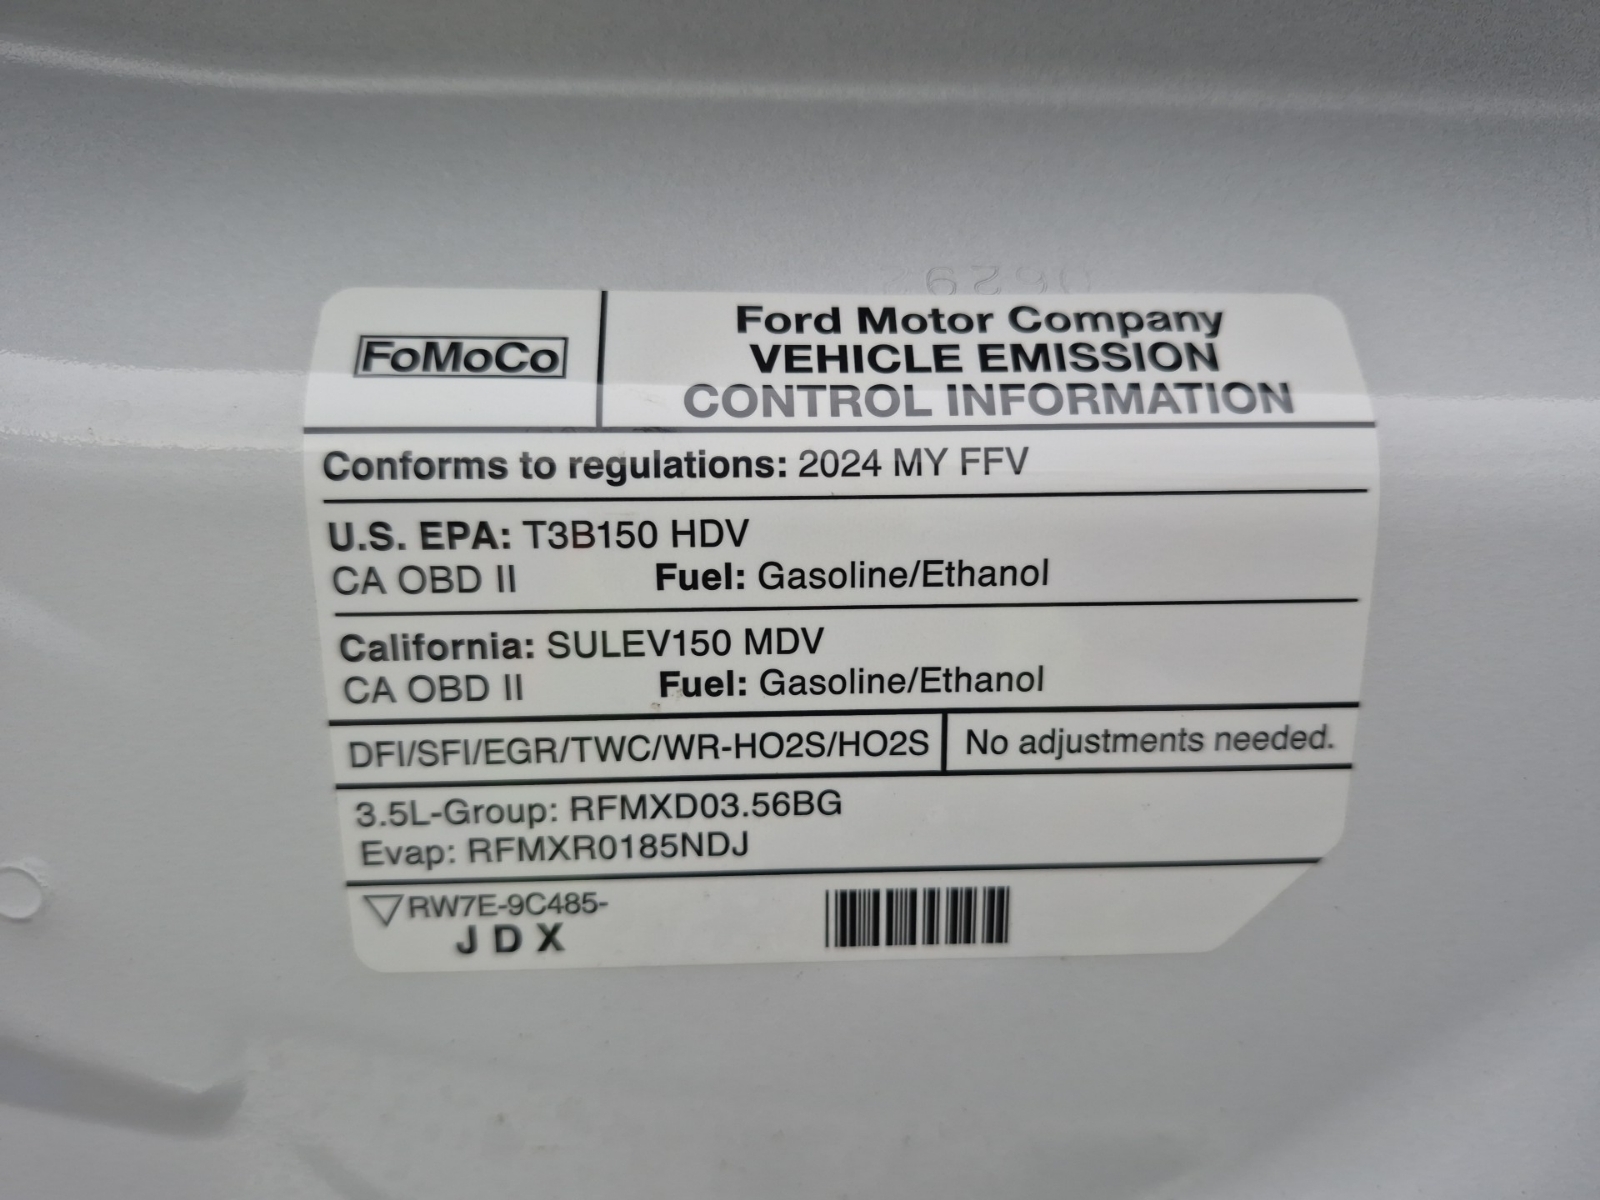 FoMoCo
Ford Motor Company
VEHICLE EMISSION
CONTROL INFORMATION
Conforms to regulations: 2024 MY FFV
U.S. EPA: T3B150 HDV
CA OBD II Fuel: Gasoline/Ethanol
California: SULEV150 MDV
CA OBD II Fuel: Gasoline/Ethanol
DFI/SFI/EGR/TWC/WR-HO2S/HO2S No adjustments needed.
3.5L-Group: RFMXD03.56BG
Evap: RFMXR0185NDJ
RW7E-9C485-
JDX